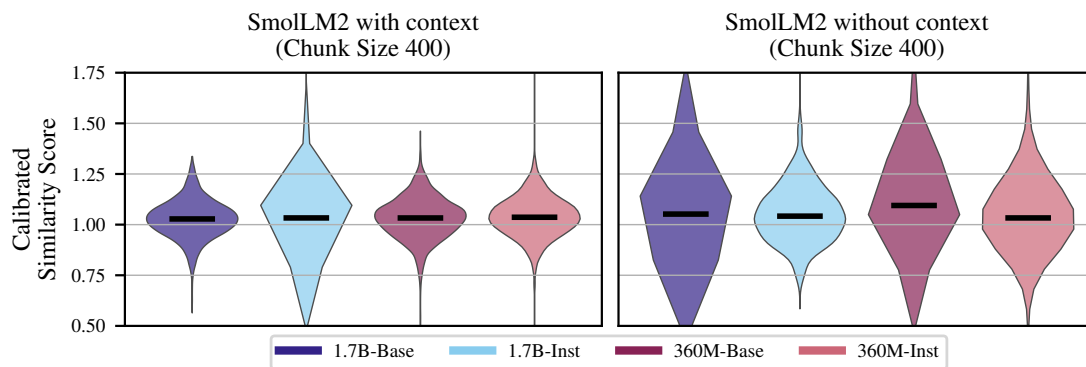 SmolLM2 with context
(Chunk Size 400)
SmolLM2 without context
(Chunk Size 400)
Calibrated
Similarity Score
1.75
1.50
1.25
1.00
0.75
0.50
1.7B-Base
1.7B-Inst
360M-Base
360M-Inst